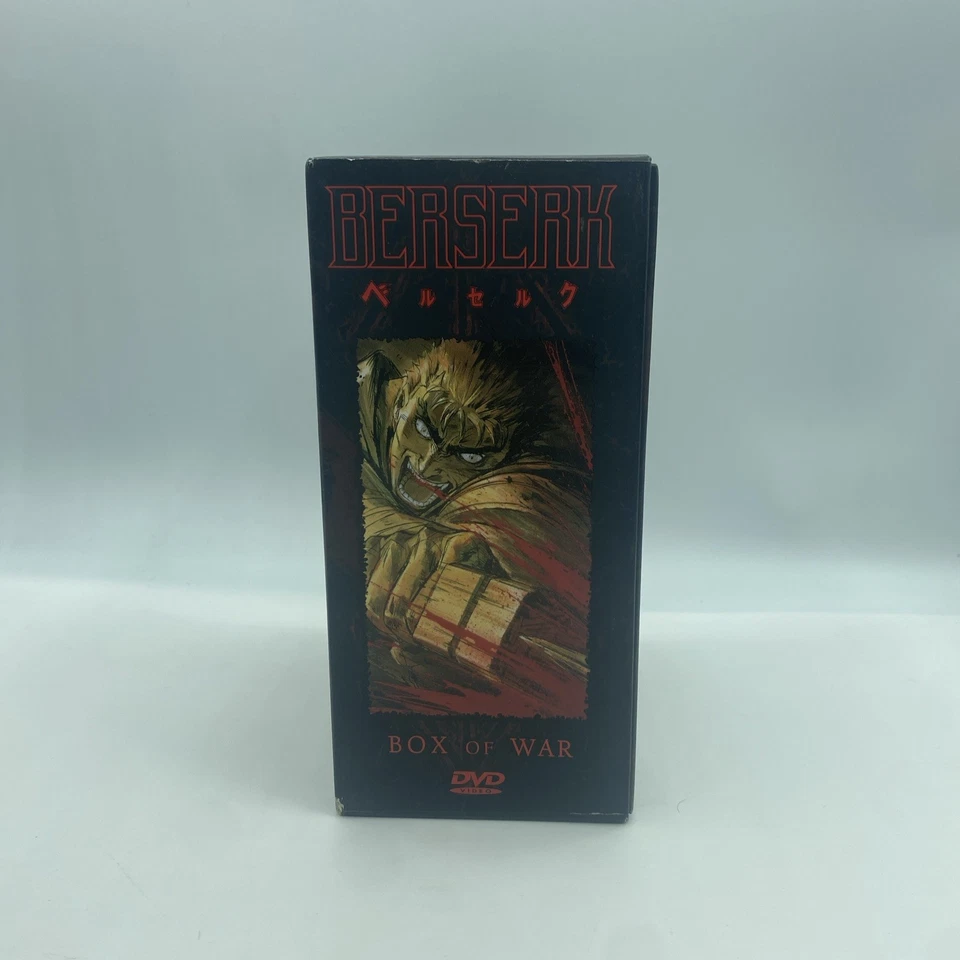 BERSERK
ベルセルク
BOX OF WAR
DVD
VIDEO